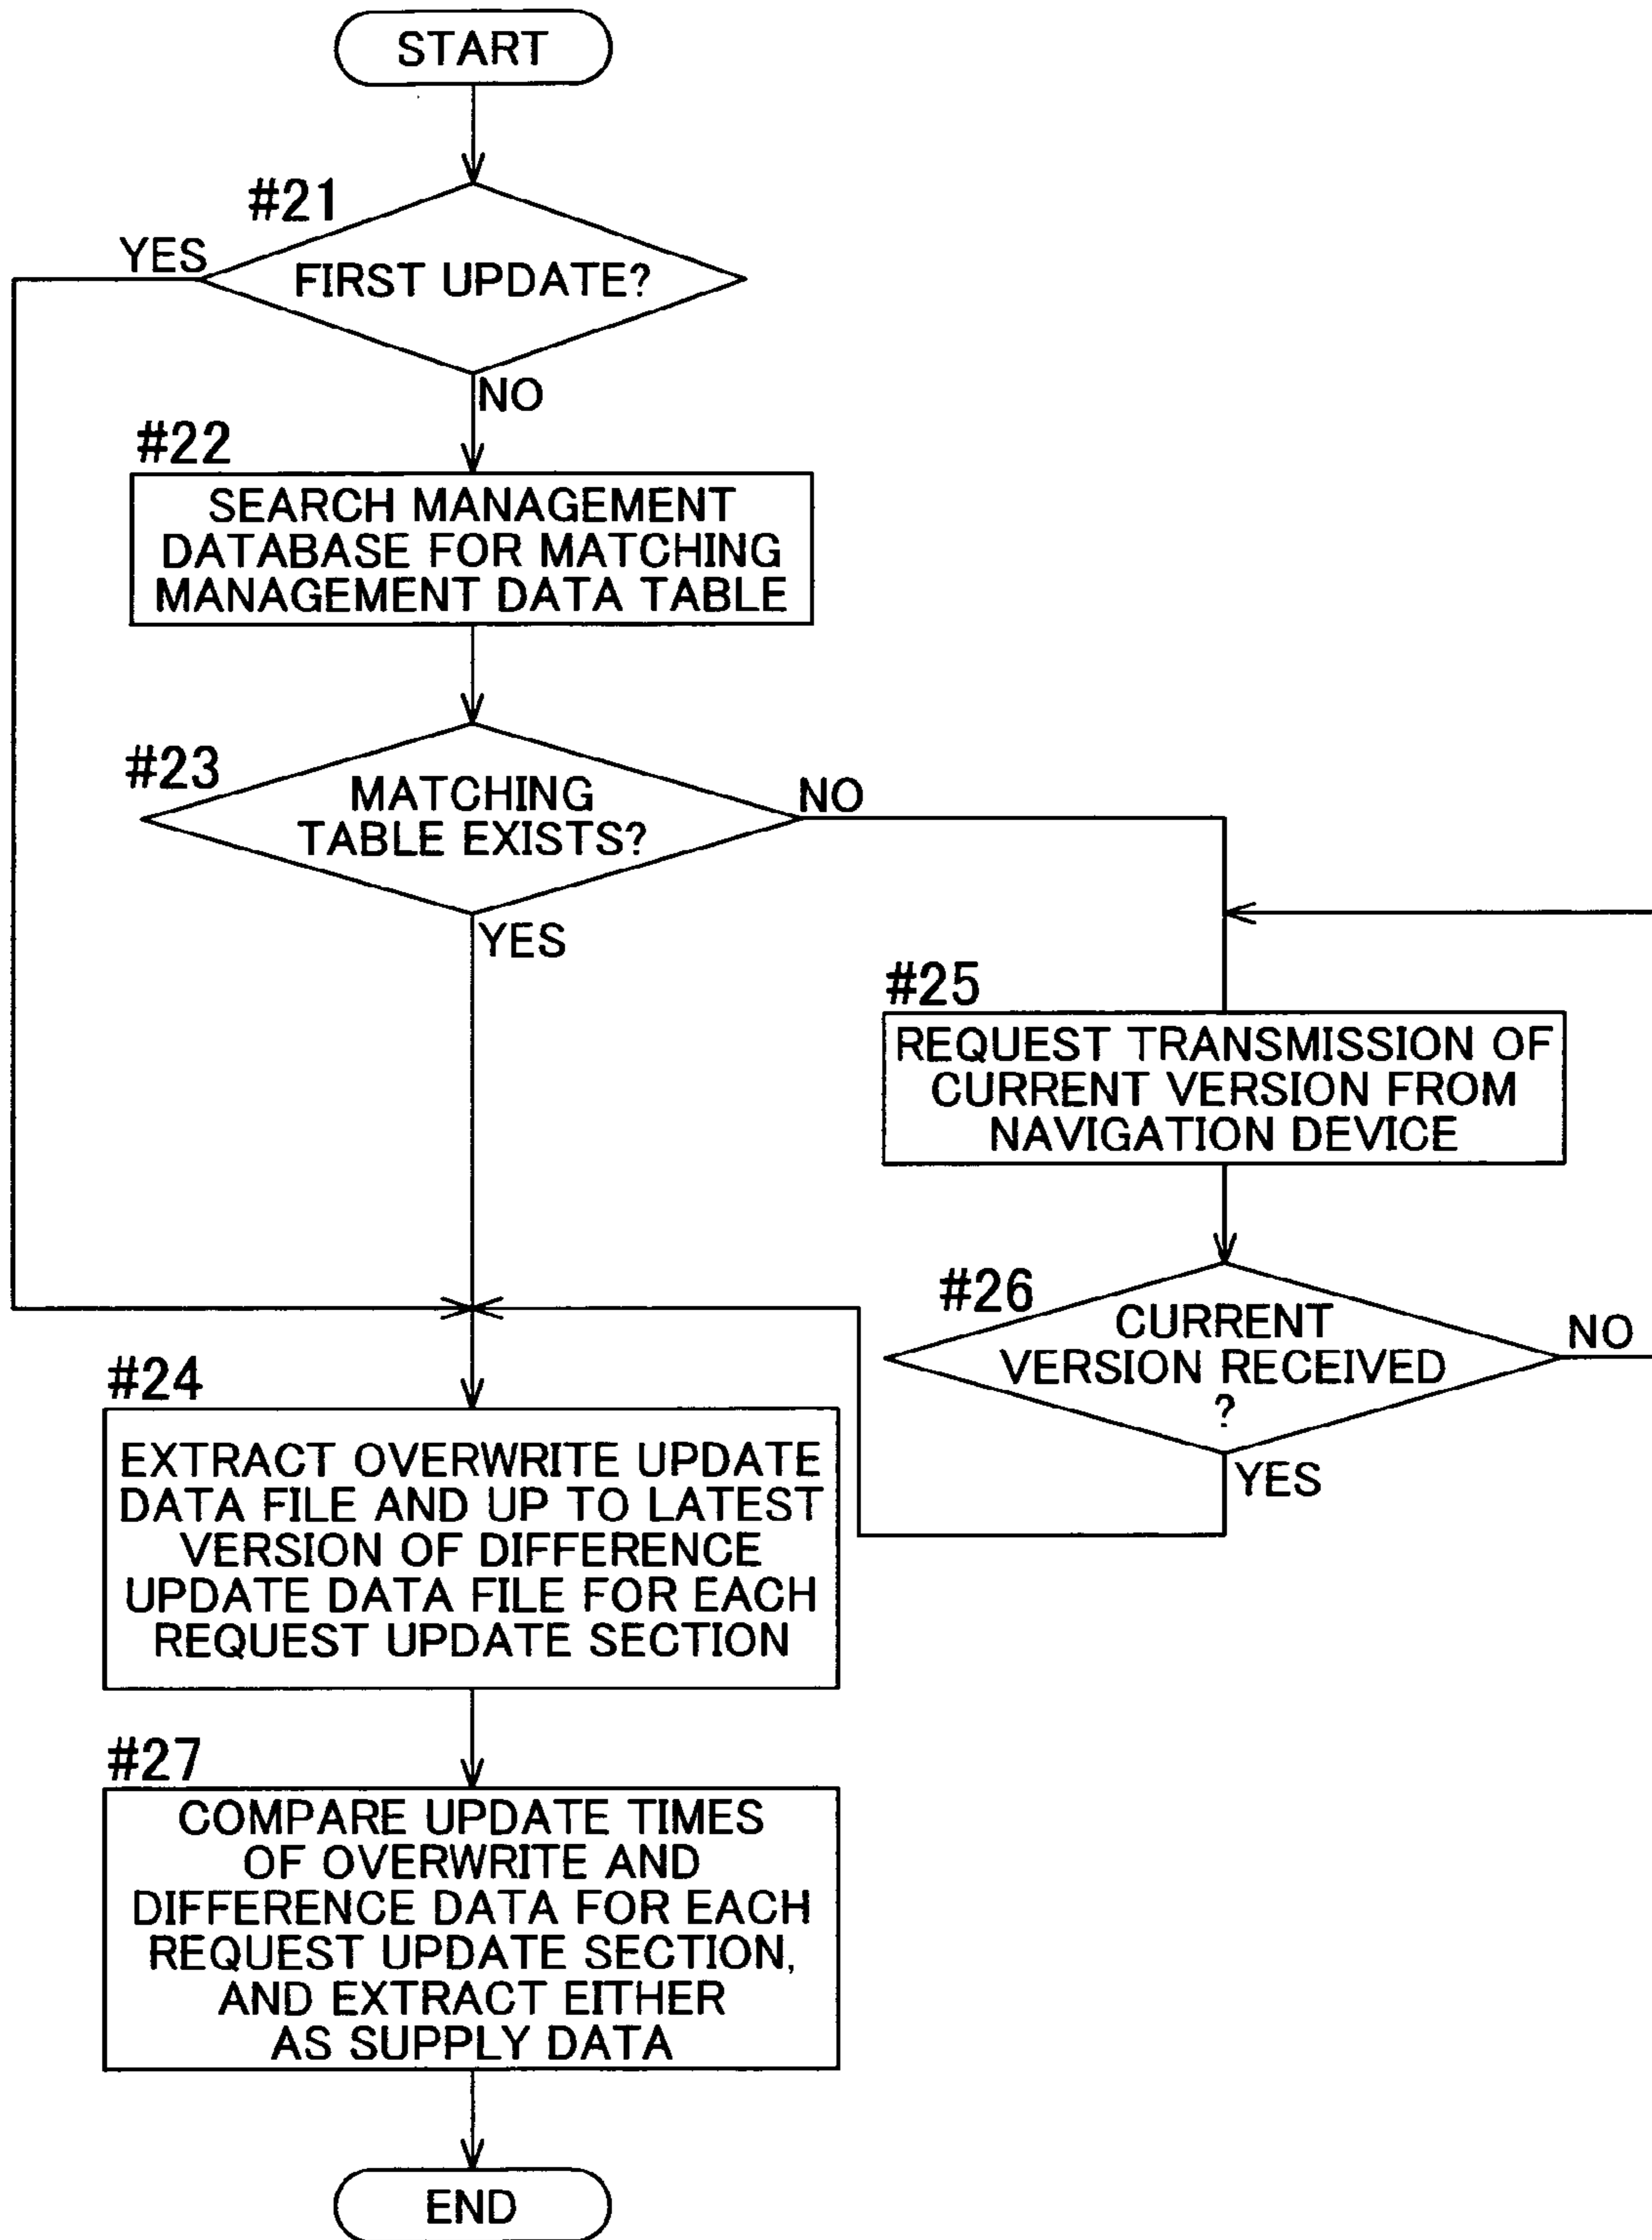 START
#21
YES
FIRST UPDATE?
NO
#22
SEARCH MANAGEMENT
DATABASE FOR MATCHING
MANAGEMENT DATA TABLE
#23
MATCHING
TABLE EXISTS?
NO
YES
#25
REQUEST TRANSMISSION OF
CURRENT VERSION FROM
NAVIGATION DEVICE
#26
CURRENT
VERSION RECEIVED
?
NO
YES
#24
EXTRACT OVERWRITE UPDATE
DATA FILE AND UP TO LATEST
VERSION OF DIFFERENCE
UPDATE DATA FILE FOR EACH
REQUEST UPDATE SECTION
#27
COMPARE UPDATE TIMES
OF OVERWRITE AND
DIFFERENCE DATA FOR EACH
REQUEST UPDATE SECTION,
AND EXTRACT EITHER
AS SUPPLY DATA
END